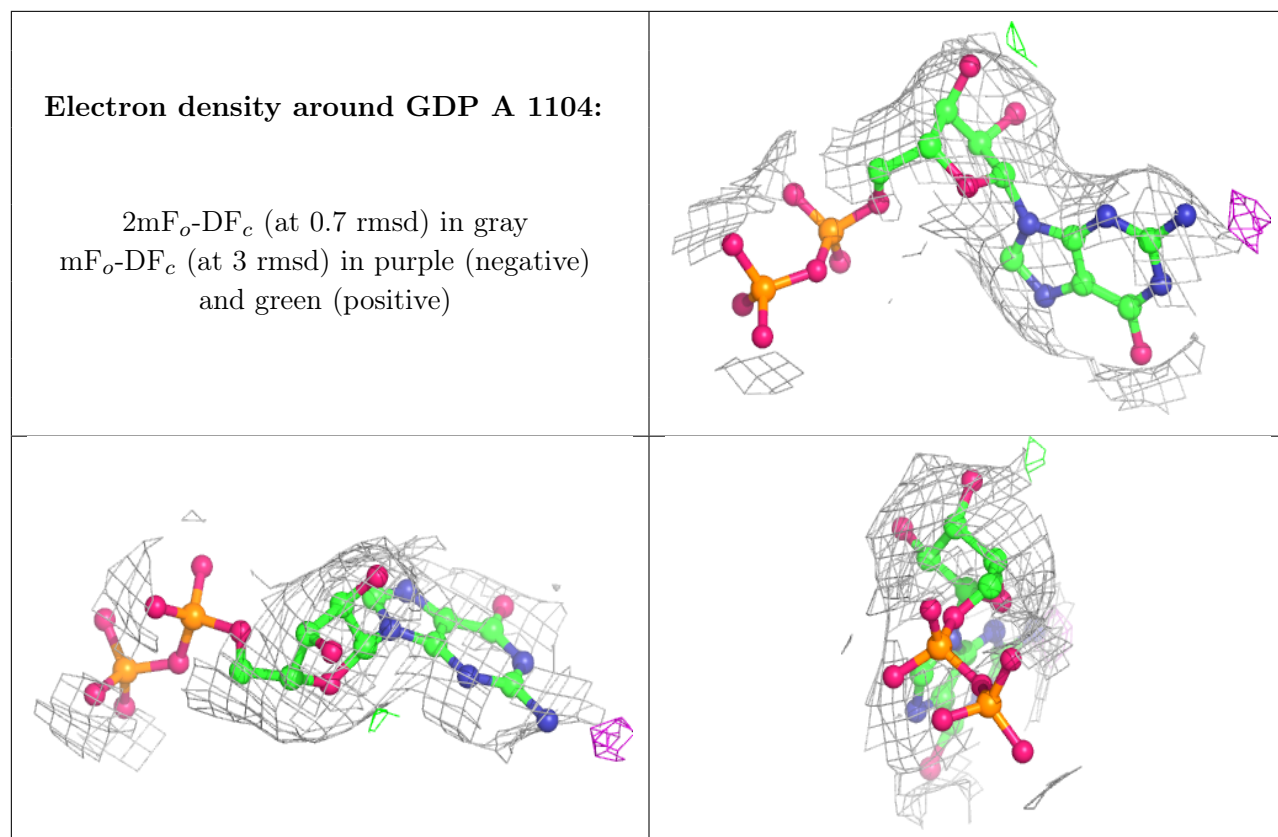 Electron density around GDP A 1104:
2mFo-DFc (at 0.7 rmsd) in gray
mFo-DFc (at 3 rmsd) in purple (negative)
and green (positive)